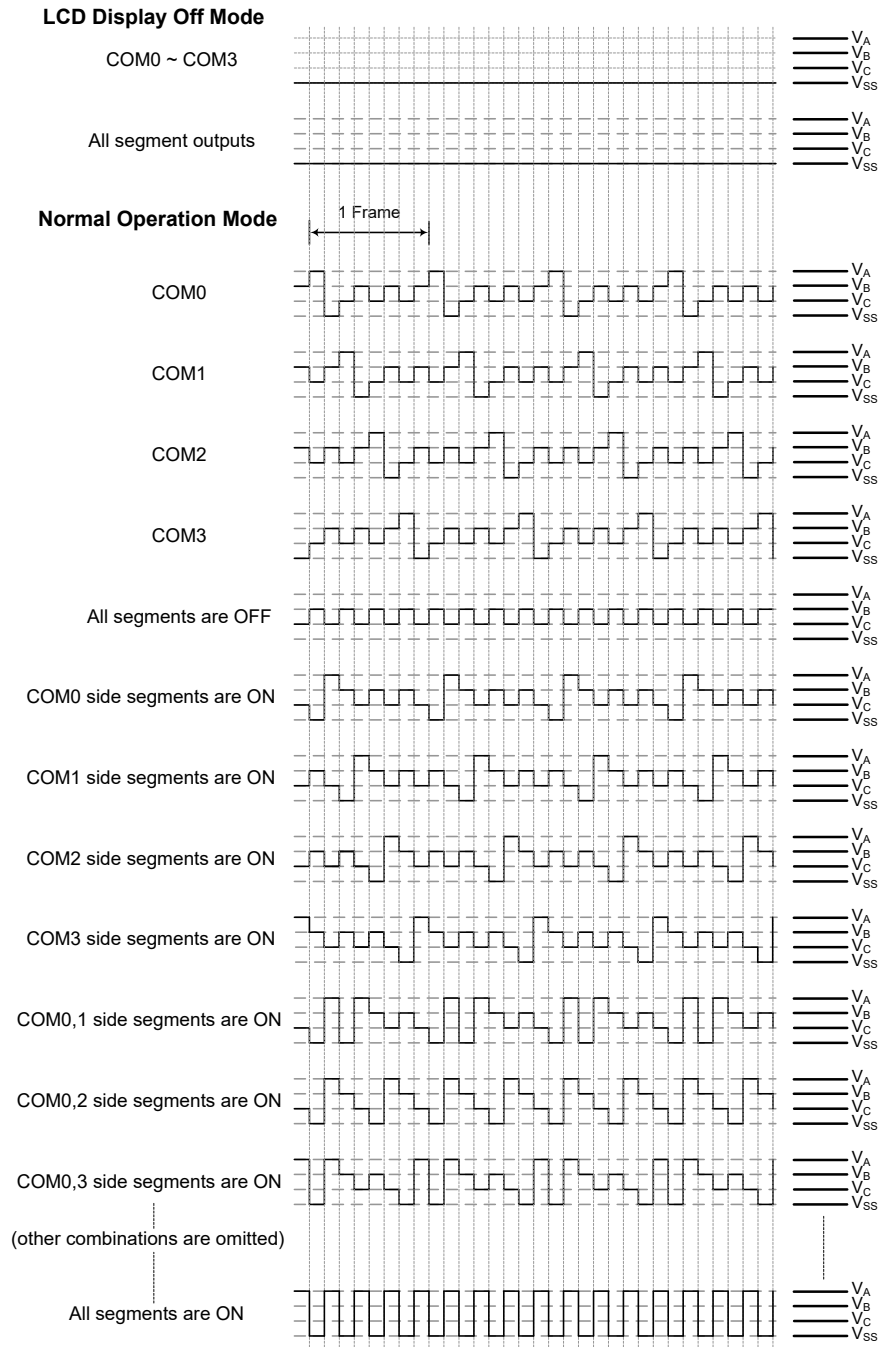 LCD Display Off Mode
COM0 ~ COM3
VA
VB
VC
VSS
All segment outputs
VA
VB
VC
VSS
Normal Operation Mode
1 Frame
COM0
VA
VB
VC
VSS
COM1
VA
VB
VC
VSS
COM2
VA
VB
VC
VSS
COM3
VA
VB
VC
VSS
All segments are OFF
VA
VB
VC
VSS
COM0 side segments are ON
VA
VB
VC
VSS
COM1 side segments are ON
VA
VB
VC
VSS
COM2 side segments are ON
VA
VB
VC
VSS
COM3 side segments are ON
VA
VB
VC
VSS
COM0,1 side segments are ON
VA
VB
VC
VSS
COM0,2 side segments are ON
VA
VB
VC
VSS
COM0,3 side segments are ON
VA
VB
VC
VSS
(other combinations are omitted)
All segments are ON
VA
VB
VC
VSS